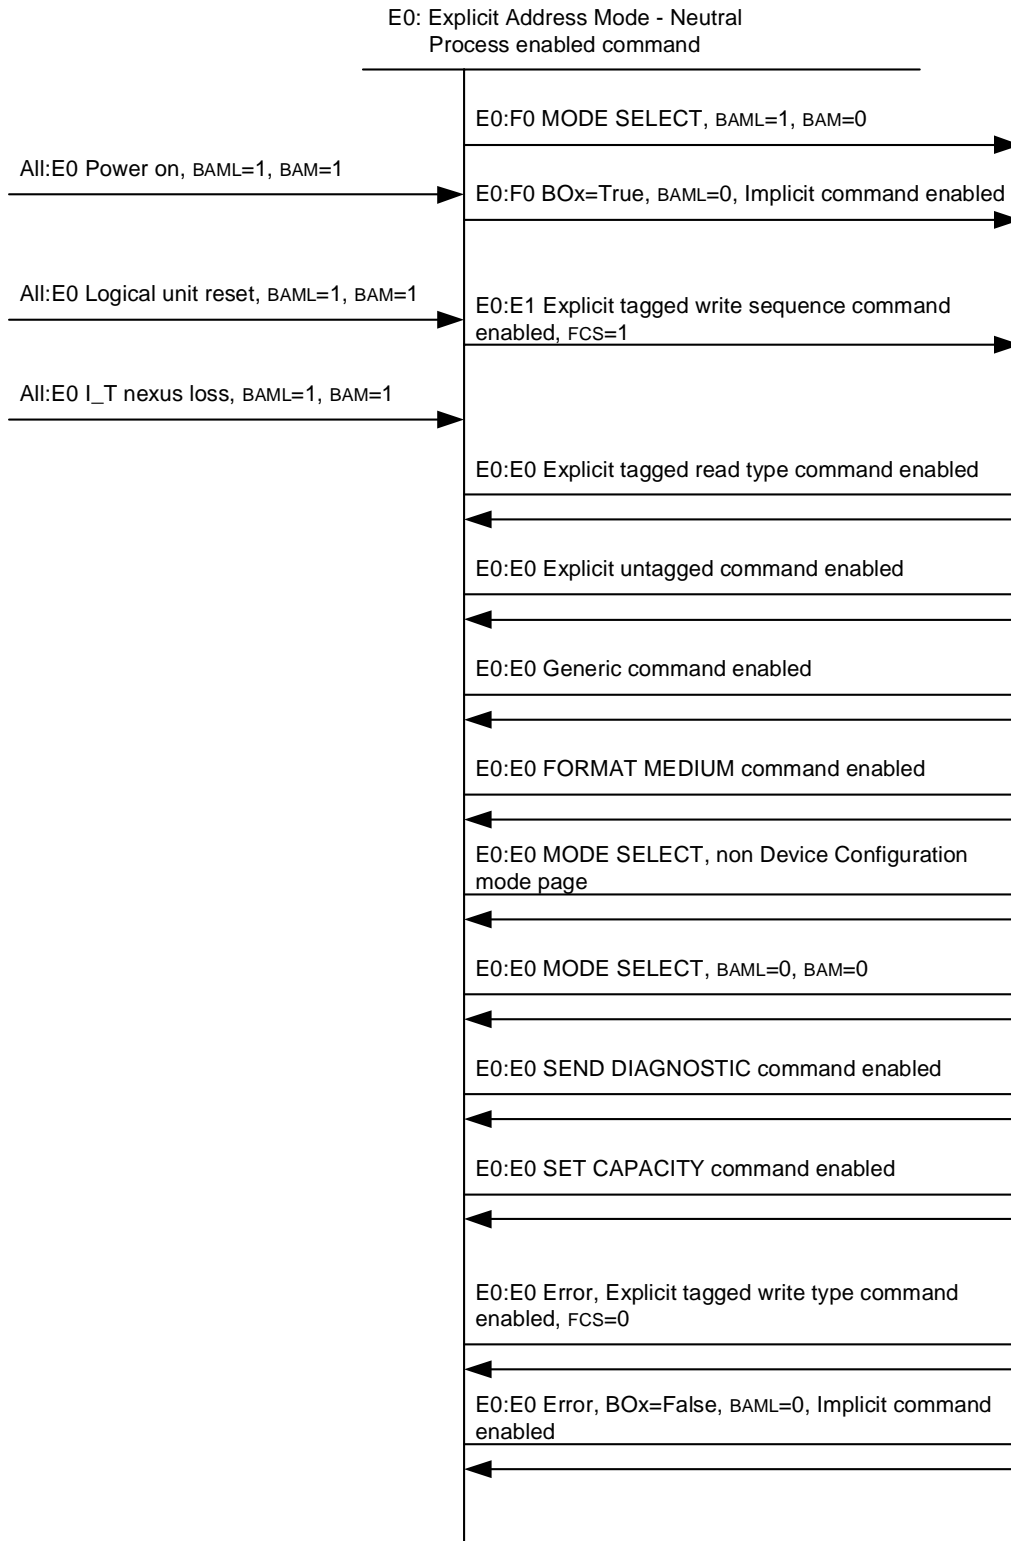 E0: Explicit Address Mode - Neutral
Process enabled command
E0:F0 MODE SELECT, BAML=1, BAM=0
All:E0 Power on, BAML=1, BAM=1
E0:F0 BOx=True, BAML=0, Implicit command enabled
All:E0 Logical unit reset, BAML=1, BAM=1
E0:E1 Explicit tagged write sequence command
enabled, FCS=1
All:E0 I_T nexus loss, BAML=1, BAM=1
E0:E0 Explicit tagged read type command enabled
E0:E0 Explicit untagged command enabled
E0:E0 Generic command enabled
E0:E0 FORMAT MEDIUM command enabled
E0:E0 MODE SELECT, non Device Configuration
mode page
E0:E0 MODE SELECT, BAML=0, BAM=0
E0:E0 SEND DIAGNOSTIC command enabled
E0:E0 SET CAPACITY command enabled
E0:E0 Error, Explicit tagged write type command
enabled, FCS=0
E0:E0 Error, BOx=False, BAML=0, Implicit command
enabled